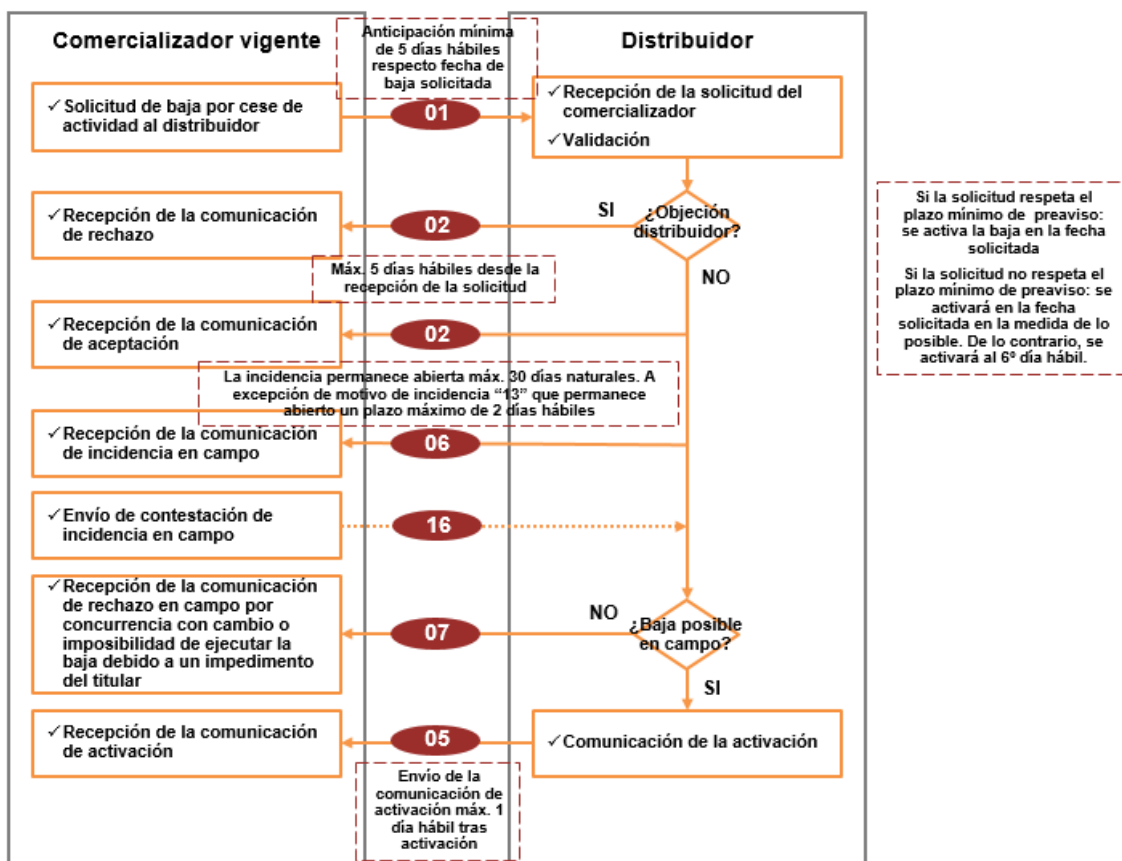 Comercializador vigente
Anticipación mínima
de 5 días hábiles
respecto fecha de
baja solicitada
Distribuidor
✓ Solicitud de baja por cese de
actividad al distribuidor
01
✓ Recepción de la solicitud del
comercializador
✓ Validación
✓ Recepción de la comunicación
de rechazo
02
SI
¿Objeción
distribuidor?
NO
Si la solicitud respeta el
plazo mínimo de preaviso:
se activa la baja en la fecha
solicitada
Si la solicitud no respeta el
plazo mínimo de preaviso: se
activará en la fecha
solicitada en la medida de lo
posible. De lo contrario, se
activará al 6º día hábil.
Máx. 5 días hábiles desde la
recepción de la solicitud
✓ Recepción de la comunicación
de aceptación
02
La incidencia permanece abierta máx. 30 días naturales. A
excepción de motivo de incidencia “13” que permanece
abierto un plazo máximo de 2 días hábiles
✓ Recepción de la comunicación
de incidencia en campo
06
✓ Envío de contestación de
incidencia en campo
16
✓ Recepción de la comunicación
de rechazo en campo por
concurrencia con cambio o
imposibilidad de ejecutar la
baja debido a un impedimento
del titular
07
NO
¿Baja posible
en campo?
SI
✓ Recepción de la comunicación
de activación
05
✓ Comunicación de la activación
Envío de la
comunicación de
activación máx. 1
día hábil tras
activación